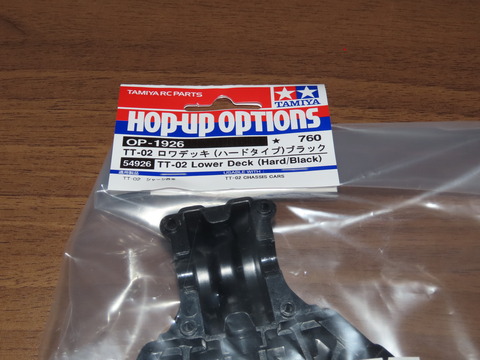 TAMIYA RC PARTS
TAMIYA
HOP-UP OPTIONS
OP-1926
★ 760
TT-02 ロワデッキ (ハードタイプ)ブラック
54926 TT-02 Lower Deck (Hard/Black)
USABLE WITH
TT-02
TT-02 CHASSIS CARS